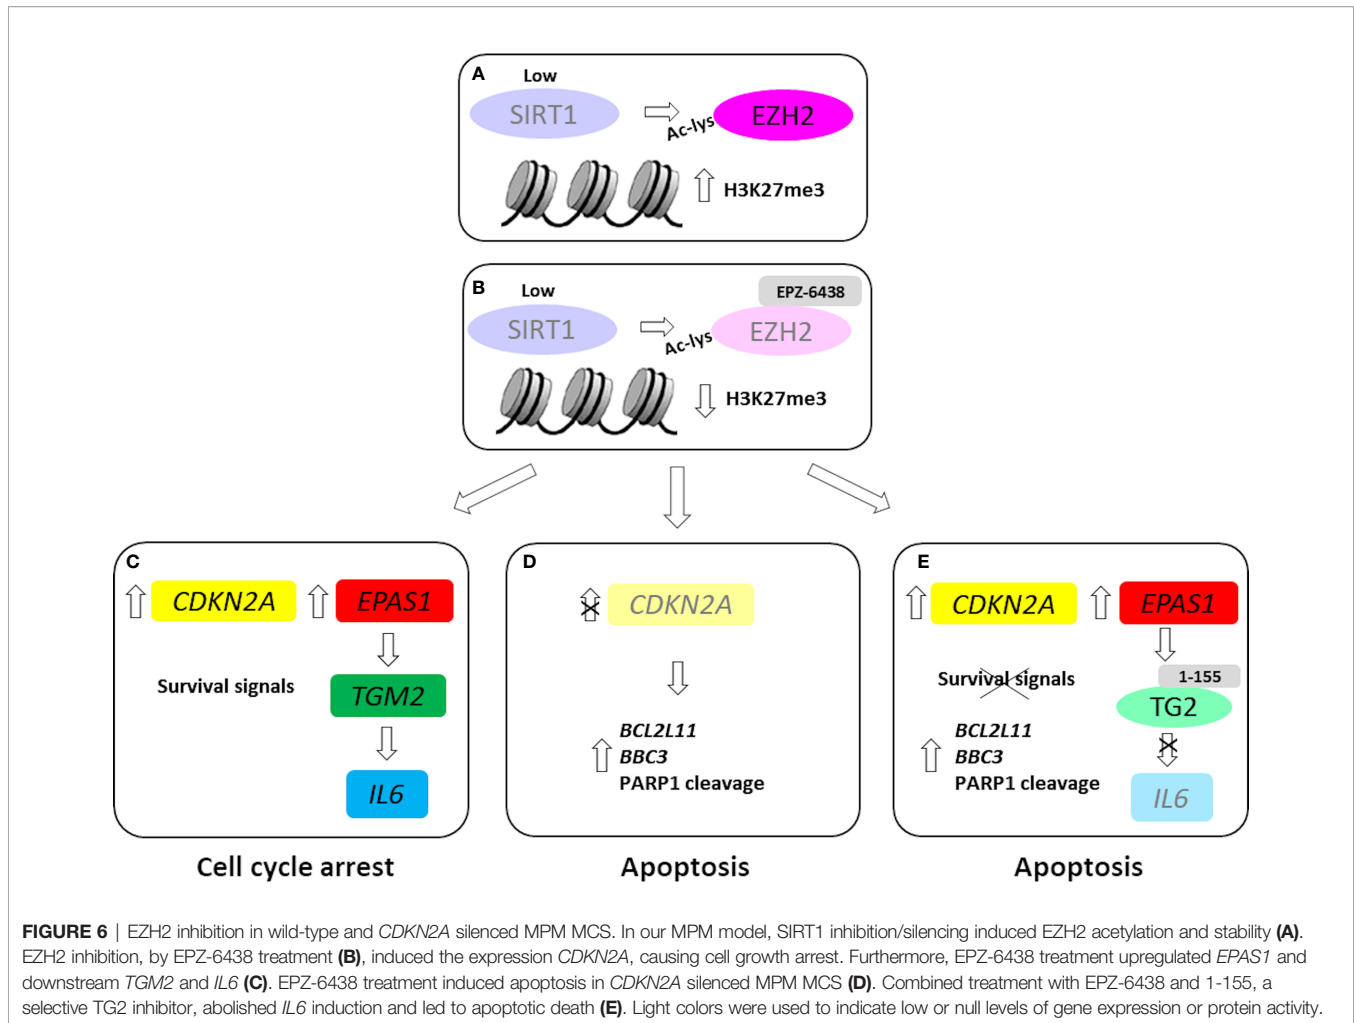 A
Low
SIRT1
Ac-lys
EZH2
H3K27me3
B
Low
EPZ-6438
SIRT1
Ac-lys
EZH2
H3K27me3
C
CDKN2A
EPAS1
Survival signals
TGM2
IL6
Cell cycle arrest
D
CDKN2A
BCL2L11
BBC3
PARP1 cleavage
Apoptosis
E
CDKN2A
EPAS1
Survival signals
1-155
TG2
BCL2L11
BBC3
PARP1 cleavage
IL6
Apoptosis
FIGURE 6 | EZH2 inhibition in wild-type and CDKN2A silenced MPM MCS. In our MPM model, SIRT1 inhibition/silencing induced EZH2 acetylation and stability (A).
EZH2 inhibition, by EPZ-6438 treatment (B), induced the expression CDKN2A, causing cell growth arrest. Furthermore, EPZ-6438 treatment upregulated EPAS1 and
downstream TGM2 and IL6 (C). EPZ-6438 treatment induced apoptosis in CDKN2A silenced MPM MCS (D). Combined treatment with EPZ-6438 and 1-155, a
selective TG2 inhibitor, abolished IL6 induction and led to apoptotic death (E). Light colors were used to indicate low or null levels of gene expression or protein activity.